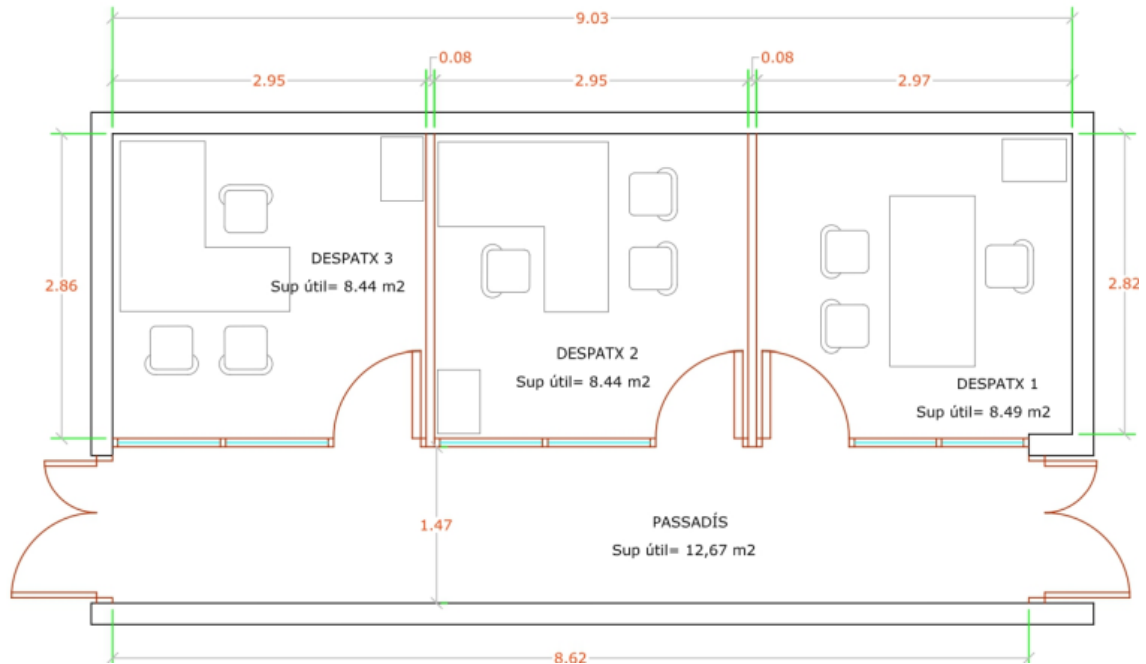 9.03
0.08
0.08
2.95
2.95
2.97
2.86
2.82
DESPATX 3
Sup útil= 8.44 m2
DESPATX 2
Sup útil= 8.44 m2
DESPATX 1
Sup útil= 8.49 m2
1.47
PASSADÍS
Sup útil= 12,67 m2
8.62